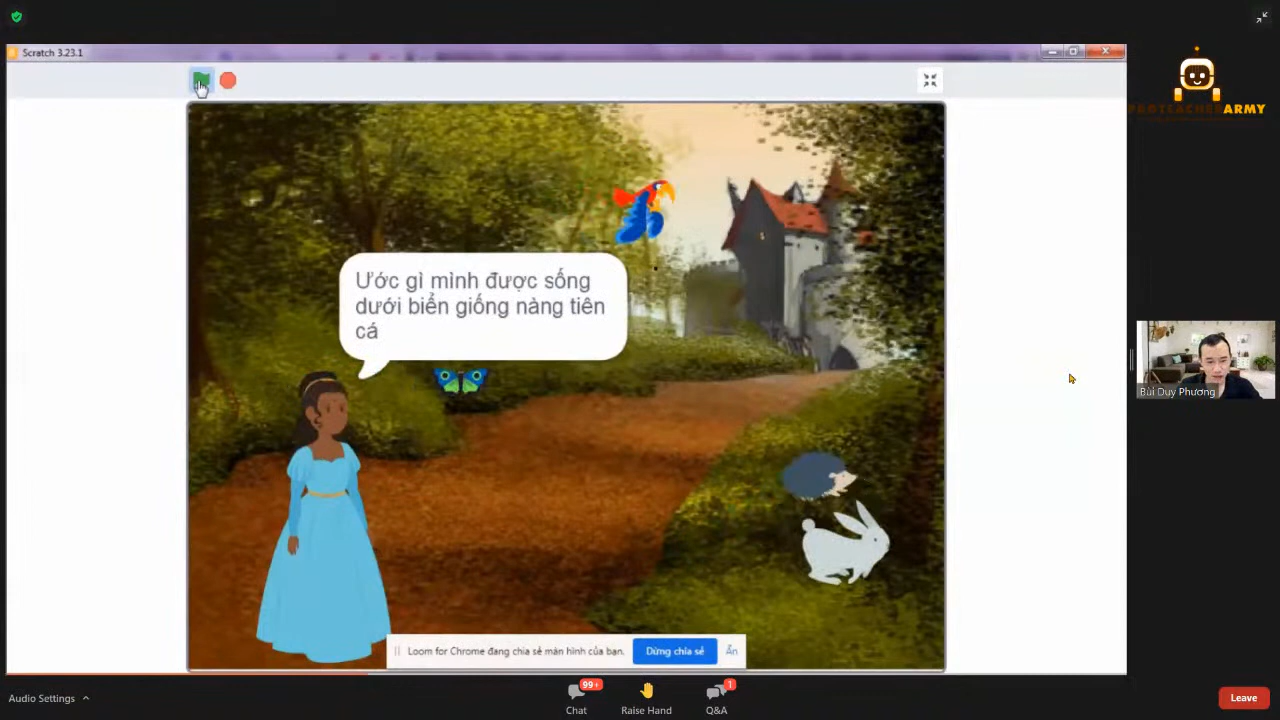 Scratch 3.23.1
ARMY
Ước gì mình được sống
dưới biển giống nàng tiên
cá
Bùi Duy Phương
Loom for Chrome đang chia sẻ màn hình của bạn.
Dừng chia sẻ
Ẩn
Audio Settings
99+
Chat
Raise Hand
1
Q&A
Leave